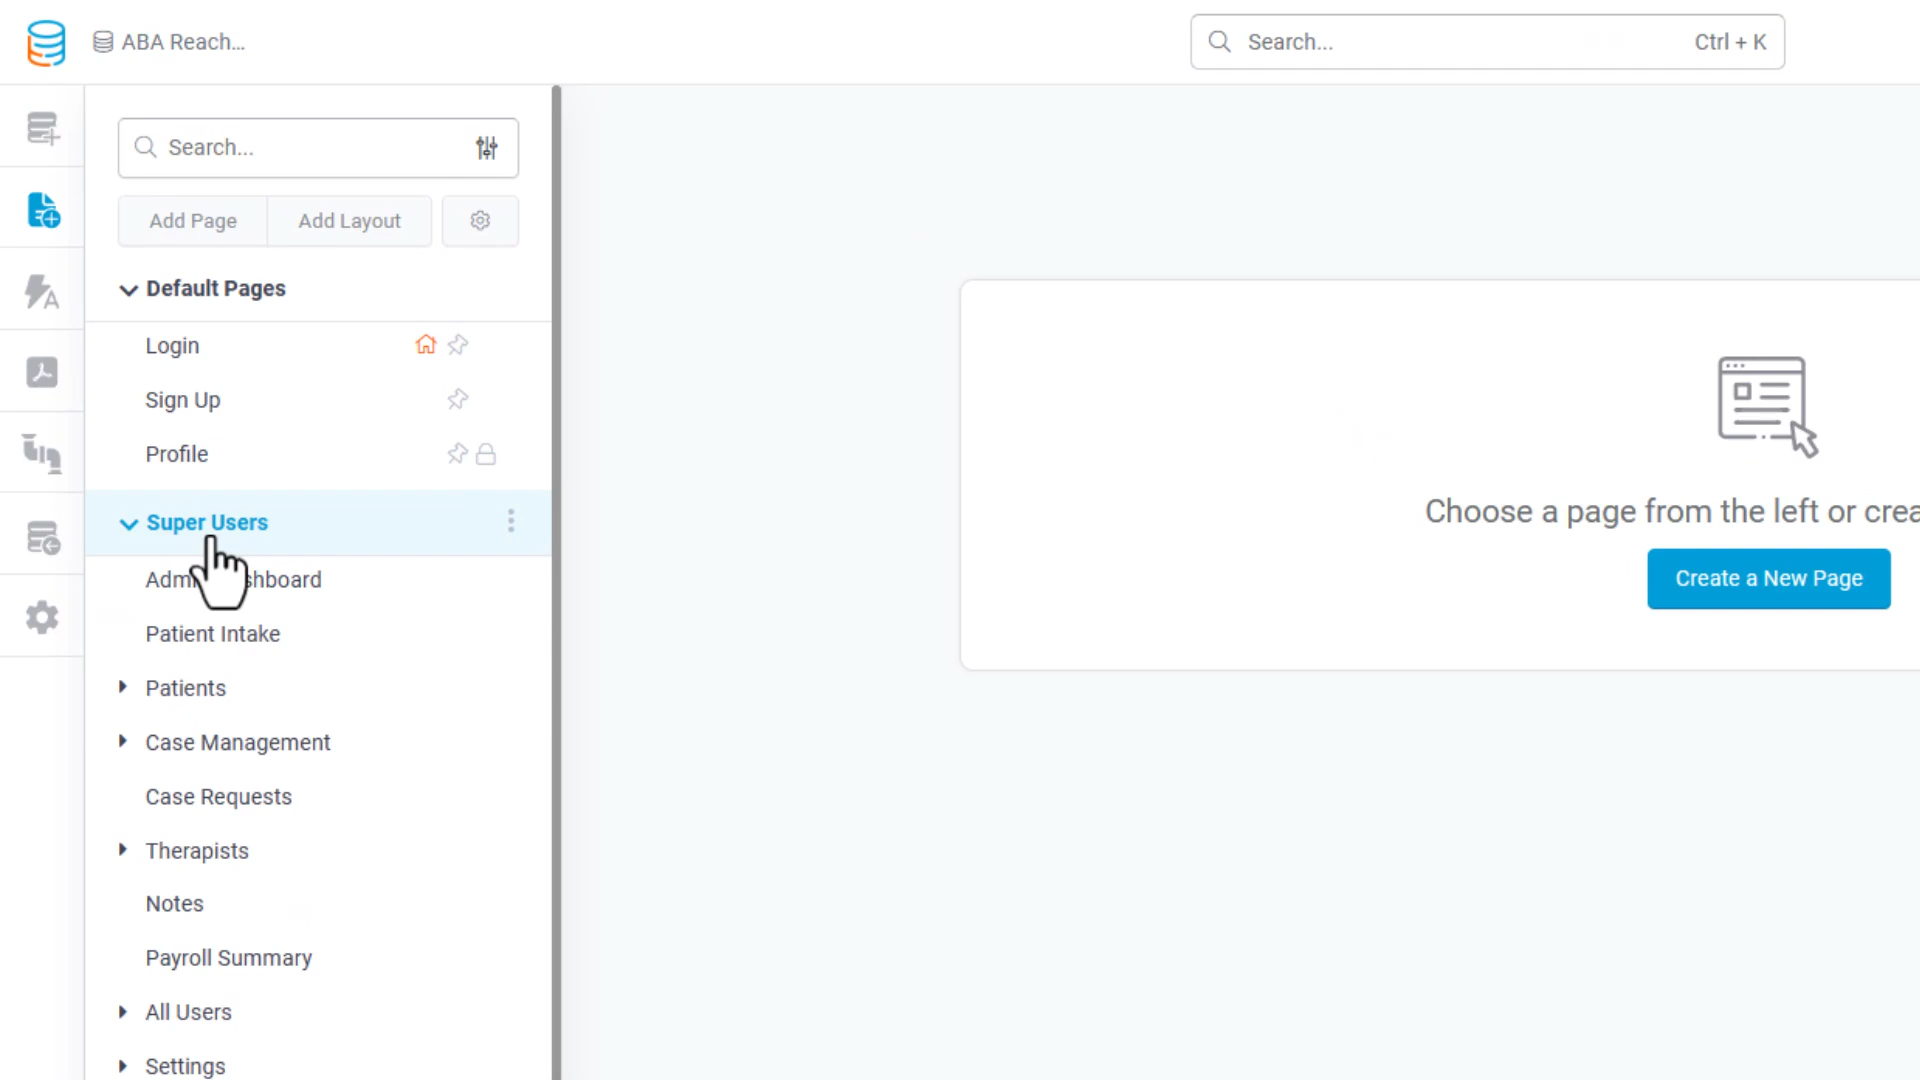 ABA Reach...
Search...
Ctrl + K
Search...
Add Page
Add Layout
Default Pages
Login
Sign Up
Profile
Super Users
Patient Intake
Patients
Case Management
Case Requests
Therapists
Notes
Payroll Summary
All Users
Settings
Choose a page from the left or
Create a New Page